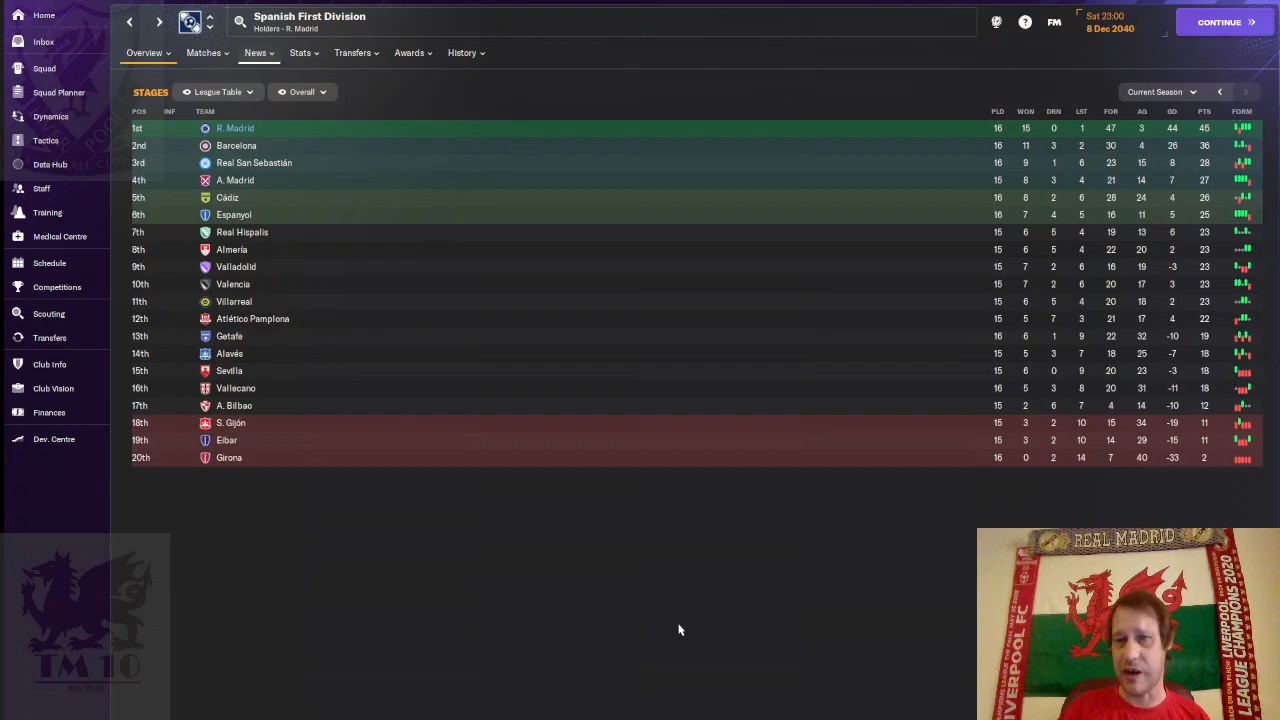 Home
Inbox
Squad
Squad Planner
Dynamics
Tactics
Data Hub
Staff
Training
Medical Centre
Schedule
Competitions
Scouting
Transfers
Club Info
Club Vision
Finances
Dev. Centre
TM 10
Spanish First Division
Holders - R. Madrid
FM
Sat 23:00
8 Dec 2040
CONTINUE
Overview Matches News Stats Transfers Awards History
STAGES League Table Overall Current Season
POS INF TEAM PLD WON DRN LST FOR AG GD PTS FORM
1st R. Madrid 16 15 0 1 47 3 44 45
2nd Barcelona 16 11 3 2 30 4 26 36
3rd Real San Sebastián 16 9 1 6 23 15 8 28
4th A. Madrid 15 8 3 4 21 14 7 27
5th Cádiz 16 8 2 6 28 24 4 26
6th Espanyol 16 7 4 5 16 11 5 25
7th Real Hispalis 15 6 5 4 19 13 6 23
8th Almería 15 6 5 4 22 20 2 23
9th Valladolid 15 7 2 6 16 19 -3 23
10th Valencia 15 7 2 6 20 17 3 23
11th Villarreal 15 6 5 4 20 18 2 23
12th Atlético Pamplona 15 5 7 3 21 17 4 22
13th Getafe 16 6 1 9 22 32 -10 19
14th Alavés 15 5 3 7 18 25 -7 18
15th Sevilla 15 6 0 9 20 23 -3 18
16th Vallecano 16 5 3 8 20 31 -11 18
17th A. Bilbao 15 2 6 7 4 14 -10 12
18th S. Gijón 15 3 2 10 15 34 -19 11
19th Eibar 15 3 2 10 14 29 -15 11
20th Girona 16 0 2 14 7 40 -33 2
REAL MADRID
LIVERPOOL FC
LIVERPOOL
LEAGUE CHAMPIONS 2020